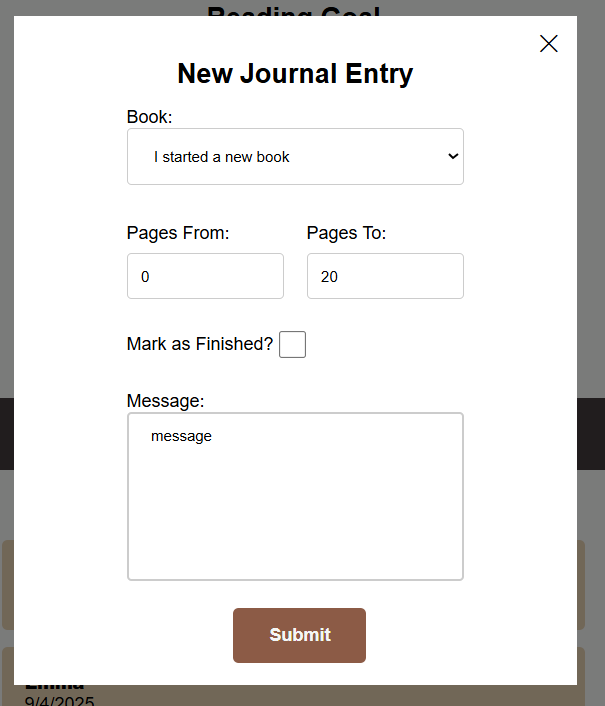 Reading Goal
New Journal Entry
Book:
I started a new book
Pages From: Pages To:
0 20
Mark as Finished?
Message:
message
Submit
Emma
9/4/2025